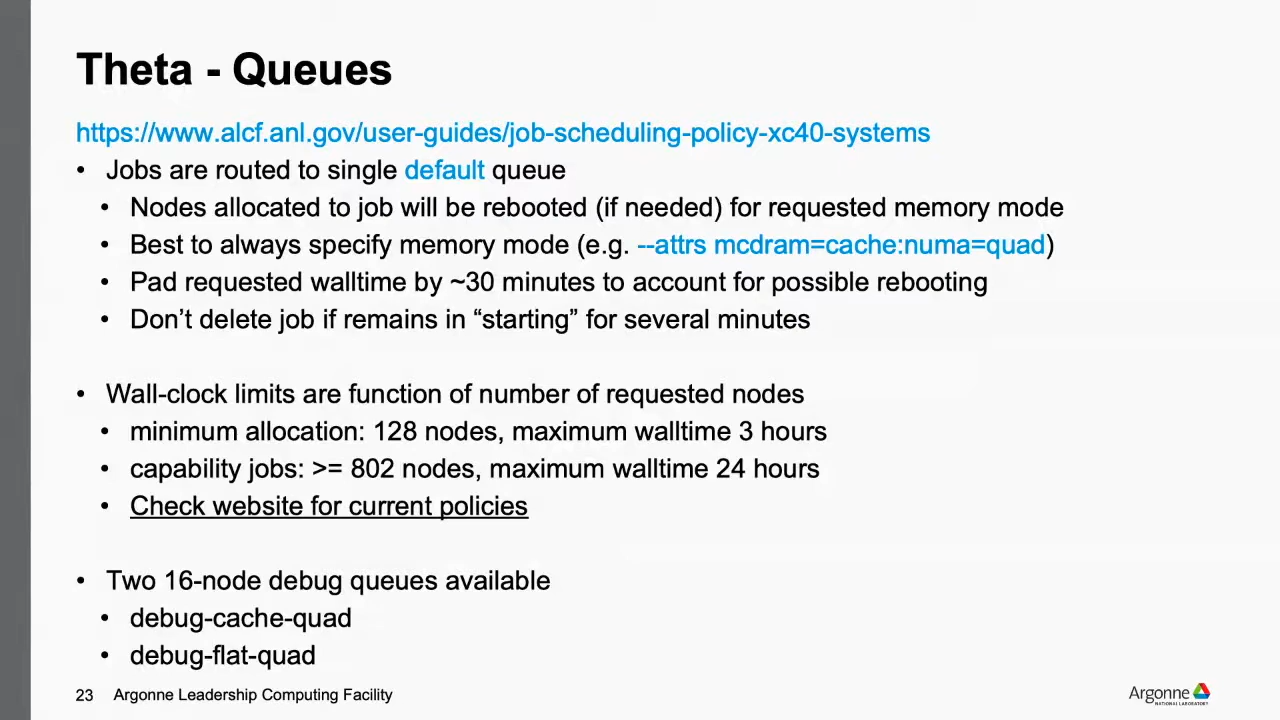 Theta - Queues
https://www.alcf.anl.gov/user-guides/job-scheduling-policy-xc40-systems
• Jobs are routed to single default queue
• Nodes allocated to job will be rebooted (if needed) for requested memory mode
• Best to always specify memory mode (e.g. --attrs mcdram=cache:numa=quad)
• Pad requested walltime by ~30 minutes to account for possible rebooting
• Don’t delete job if remains in “starting” for several minutes
• Wall-clock limits are function of number of requested nodes
• minimum allocation: 128 nodes, maximum walltime 3 hours
• capability jobs: >= 802 nodes, maximum walltime 24 hours
• Check website for current policies
• Two 16-node debug queues available
• debug-cache-quad
• debug-flat-quad
23 Argonne Leadership Computing Facility
Argonne
NATIONAL LABORATORY